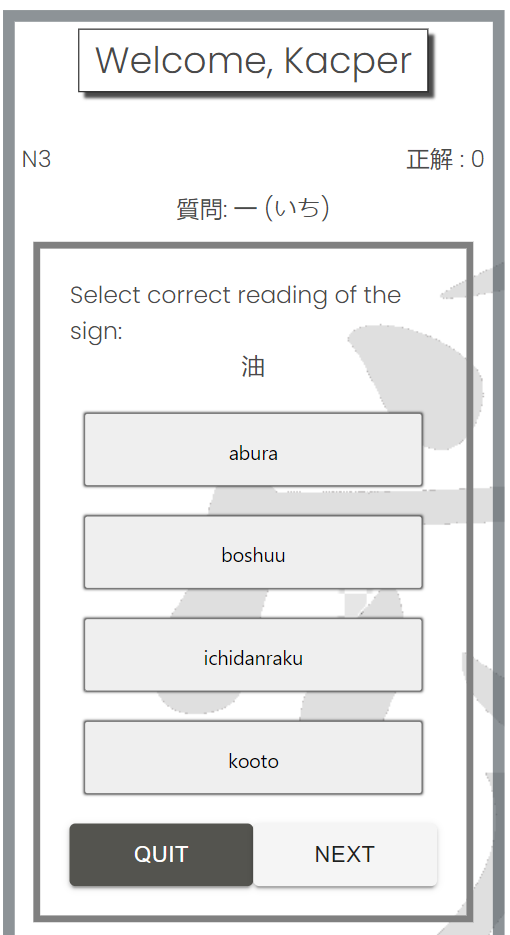 Welcome, Kacper
N3
正解 : 0
質問: 一 (いち)
Select correct reading of the
sign:
油
abura
boshuu
ichidanraku
kooto
QUIT
NEXT